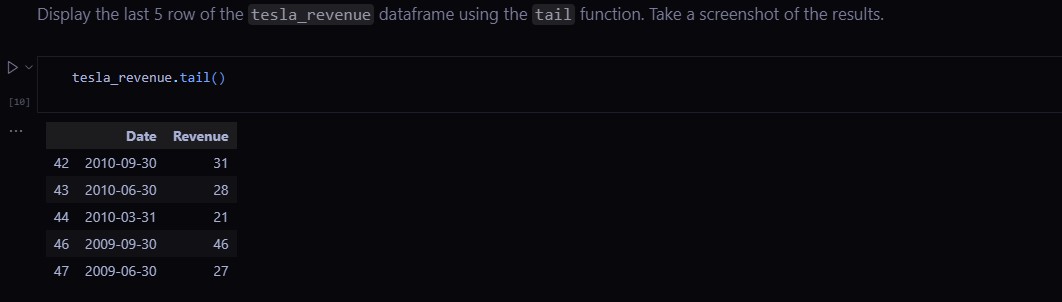 Display the last 5 row of the tesla_revenue dataframe using the tail function. Take a screenshot of the results.
tesla_revenue.tail()
[10]
...
Date Revenue
42 2010-09-30 31
43 2010-06-30 28
44 2010-03-31 21
46 2009-09-30 46
47 2009-06-30 27